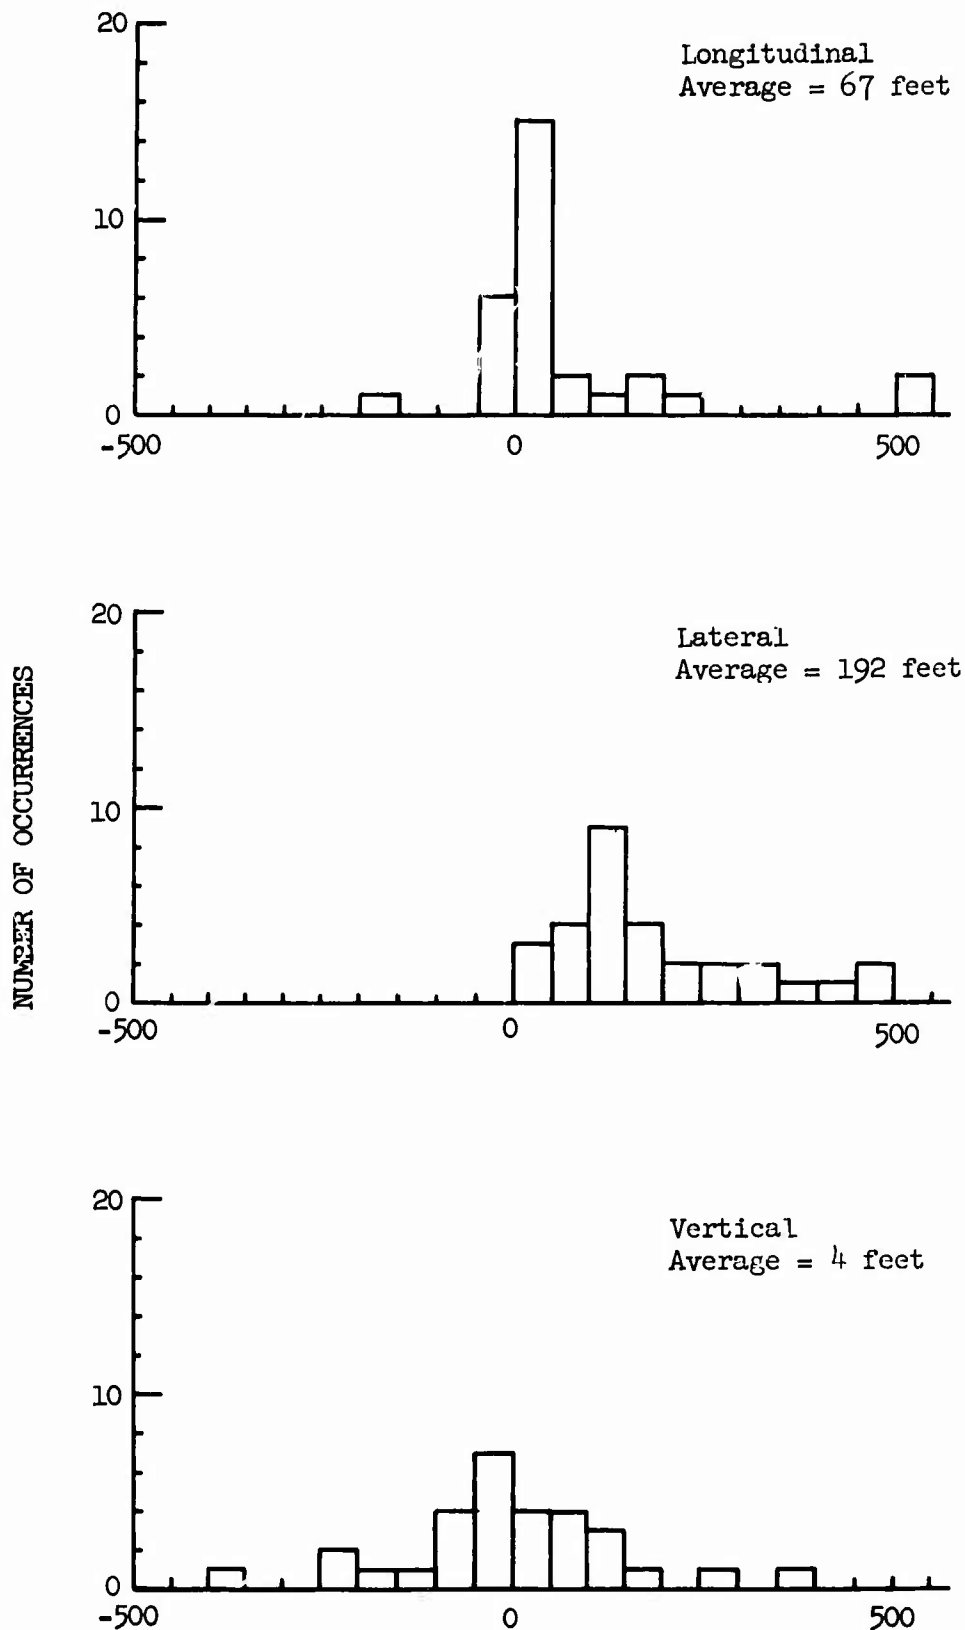 20
Longitudinal
Average = 67 feet
10
0
-500 0 500
NUMBER OF OCCURRENCES
20
Lateral
Average = 192 feet
10
0
-500 0 500
20
Vertical
Average = 4 feet
10
0
-500 0 500